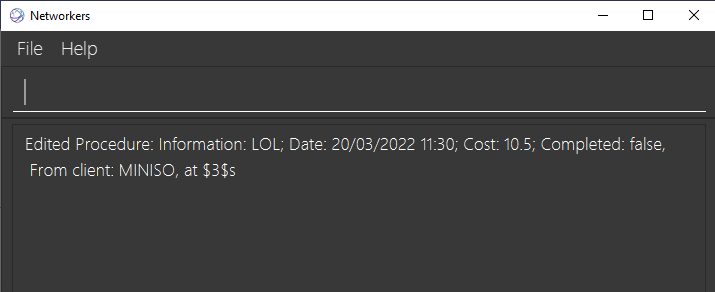 Networkers
File Help
Edited Procedure: Information: LOL; Date: 20/03/2022 11:30; Cost: 10.5; Completed: false,
From client: MINISO, at $3$s